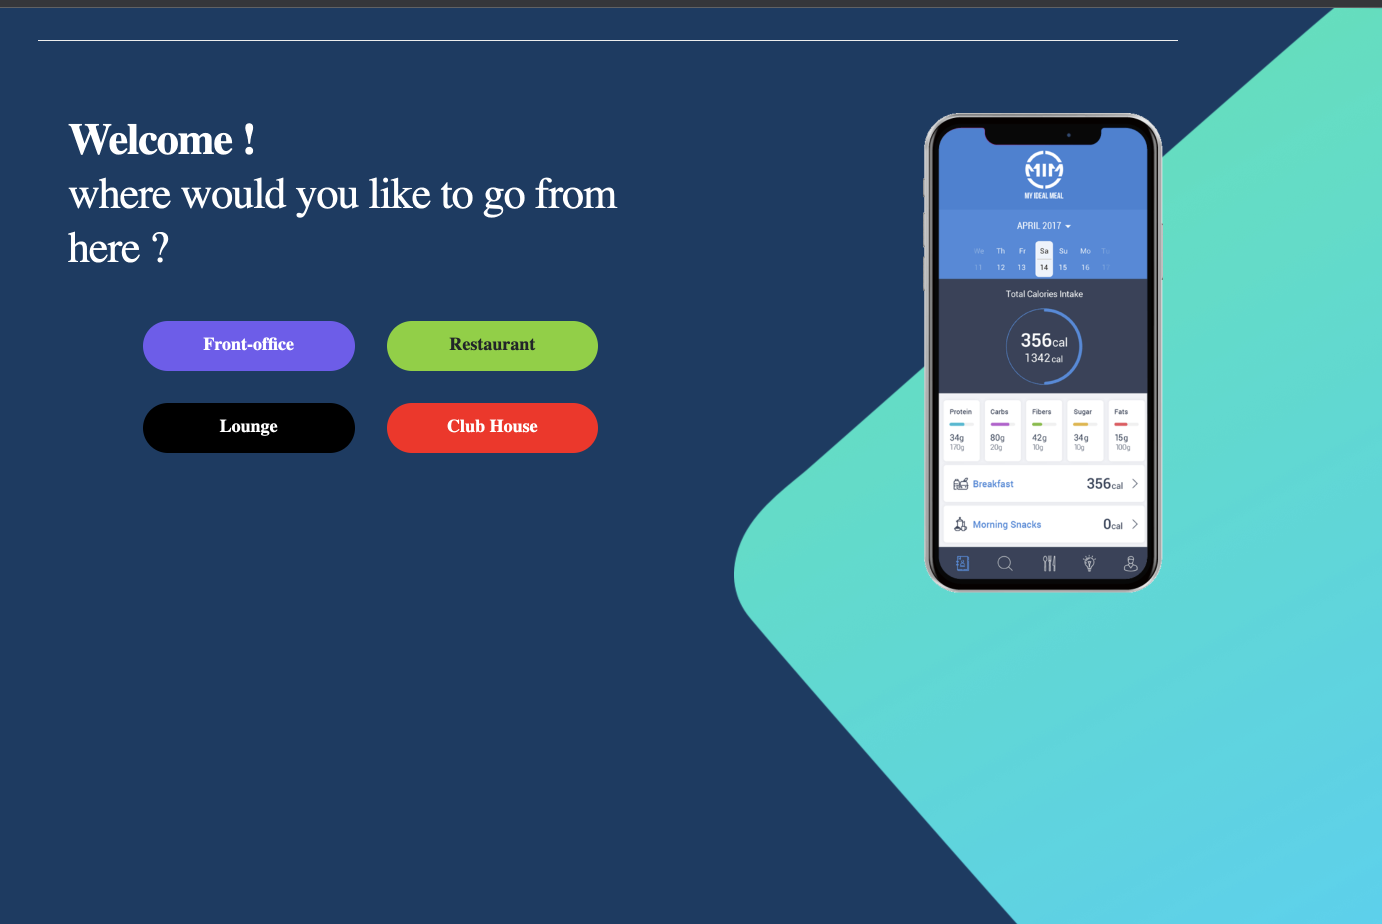 Welcome !
where would you like to go from
here ?
Front-office
Restaurant
Lounge
Club House
MIM
MY IDEAL MEAL
APRIL 2017
We Th Fr Sa Su Mo Tu
11 12 13 14 15 16 17
Total Calories Intake
356cal
1342 cal
Protein Carbs Fibers Sugar Fats
34g 80g 42g 34g 15g
170g 20g 10g 10g 100g
Breakfast 356cal
Morning Snacks 0cal